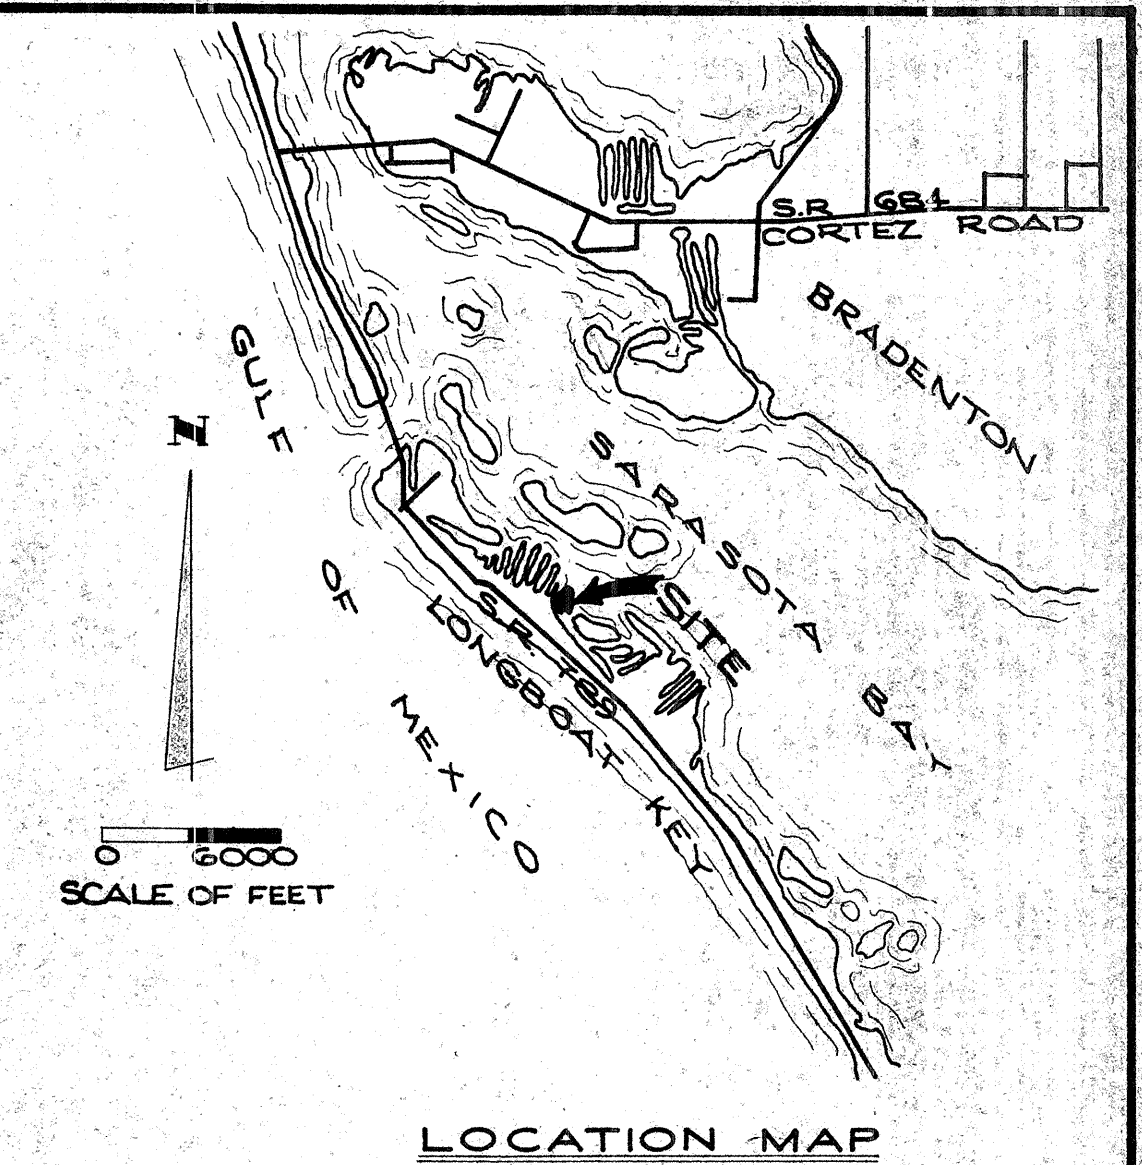 S.R. 684
CORTEZ ROAD
BRADENTON
GULF
OF
MEXICO
N
SARASOTA BAY
SITE
S.R. 789
LONGBOAT KEY
0 6000
SCALE OF FEET
LOCATION MAP